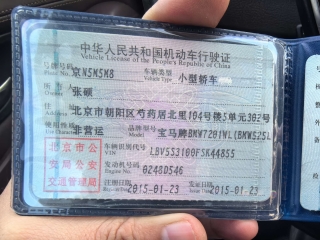 中华人民共和国机动车行驶证
Vehicle License of the People's Republic of China
号牌号码 京N5M5M8 车辆类型 小型轿车
所有人 张硕
住址 北京市朝阳区芍药居北里104号楼5单元302号
使用性质 非营运 品牌型号 宝马牌BMW7201WL(BMW525L
北京市公 车辆识别代号 LBV5S3100FSK44855
VIN
安局公安 发动机号码 0248D546
Engine No.
交通管理局 注册日期 2015-01-23 发证日期 2015-01-23